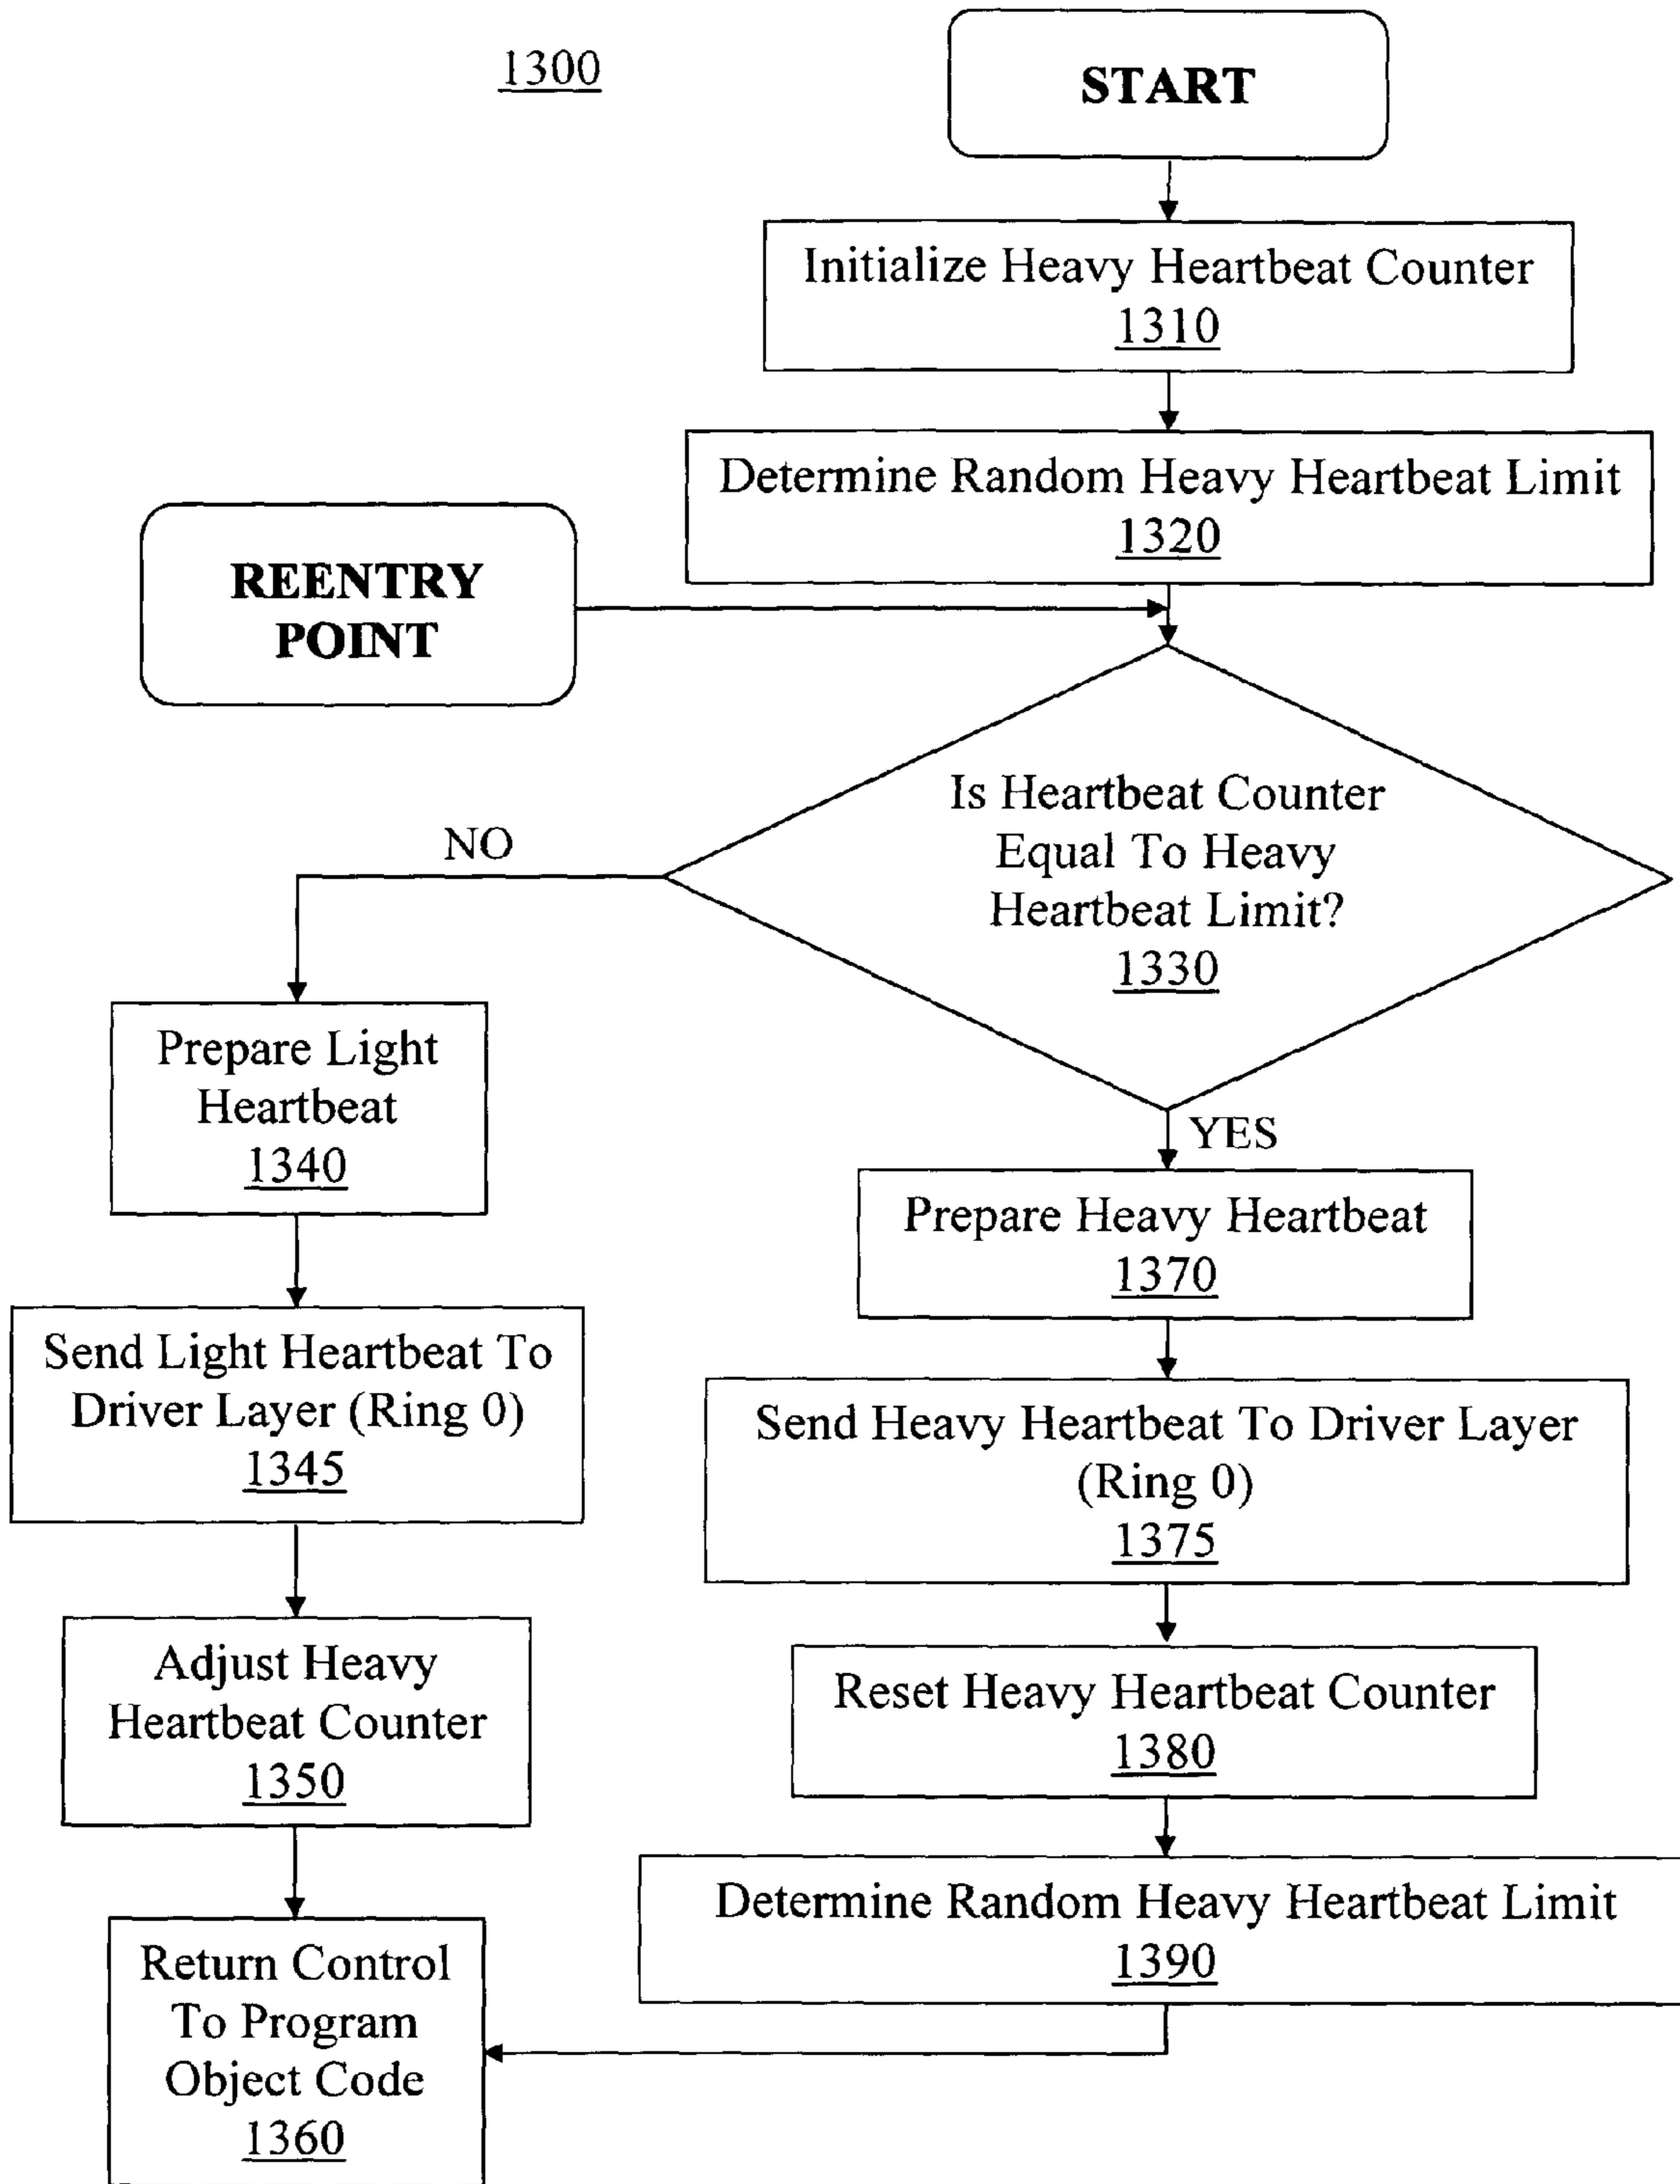 1300
START
Initialize Heavy Heartbeat Counter
1310
Determine Random Heavy Heartbeat Limit
1320
REENTRY
POINT
Is Heartbeat Counter
Equal To Heavy
Heartbeat Limit?
1330
NO
YES
Prepare Light
Heartbeat
1340
Send Light Heartbeat To
Driver Layer (Ring 0)
1345
Adjust Heavy
Heartbeat Counter
1350
Return Control
To Program
Object Code
1360
Prepare Heavy Heartbeat
1370
Send Heavy Heartbeat To Driver Layer
(Ring 0)
1375
Reset Heavy Heartbeat Counter
1380
Determine Random Heavy Heartbeat Limit
1390